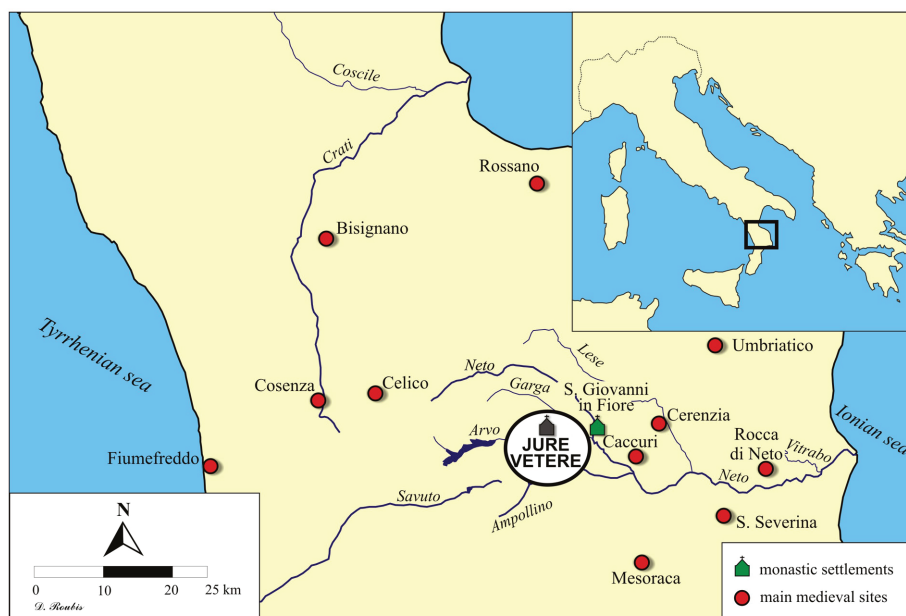 Coscile
Crati
Rossano
Bisignano
Tyrrhenian sea
Umbriatico
Lese
Neto
Garga
S. Giovanni
in Fiore
Celico
Cosenza
Cerenzia
Ionian sea
Arvo
JURE
VETERE
Caccuri
Rocca
di Neto
Vitrabo
Fiumefreddo
Neto
Savuto
Ampollino
S. Severina
Mesoraca
N
0 10 20 25 km
D. Roubis
monastic settlements
main medieval sites